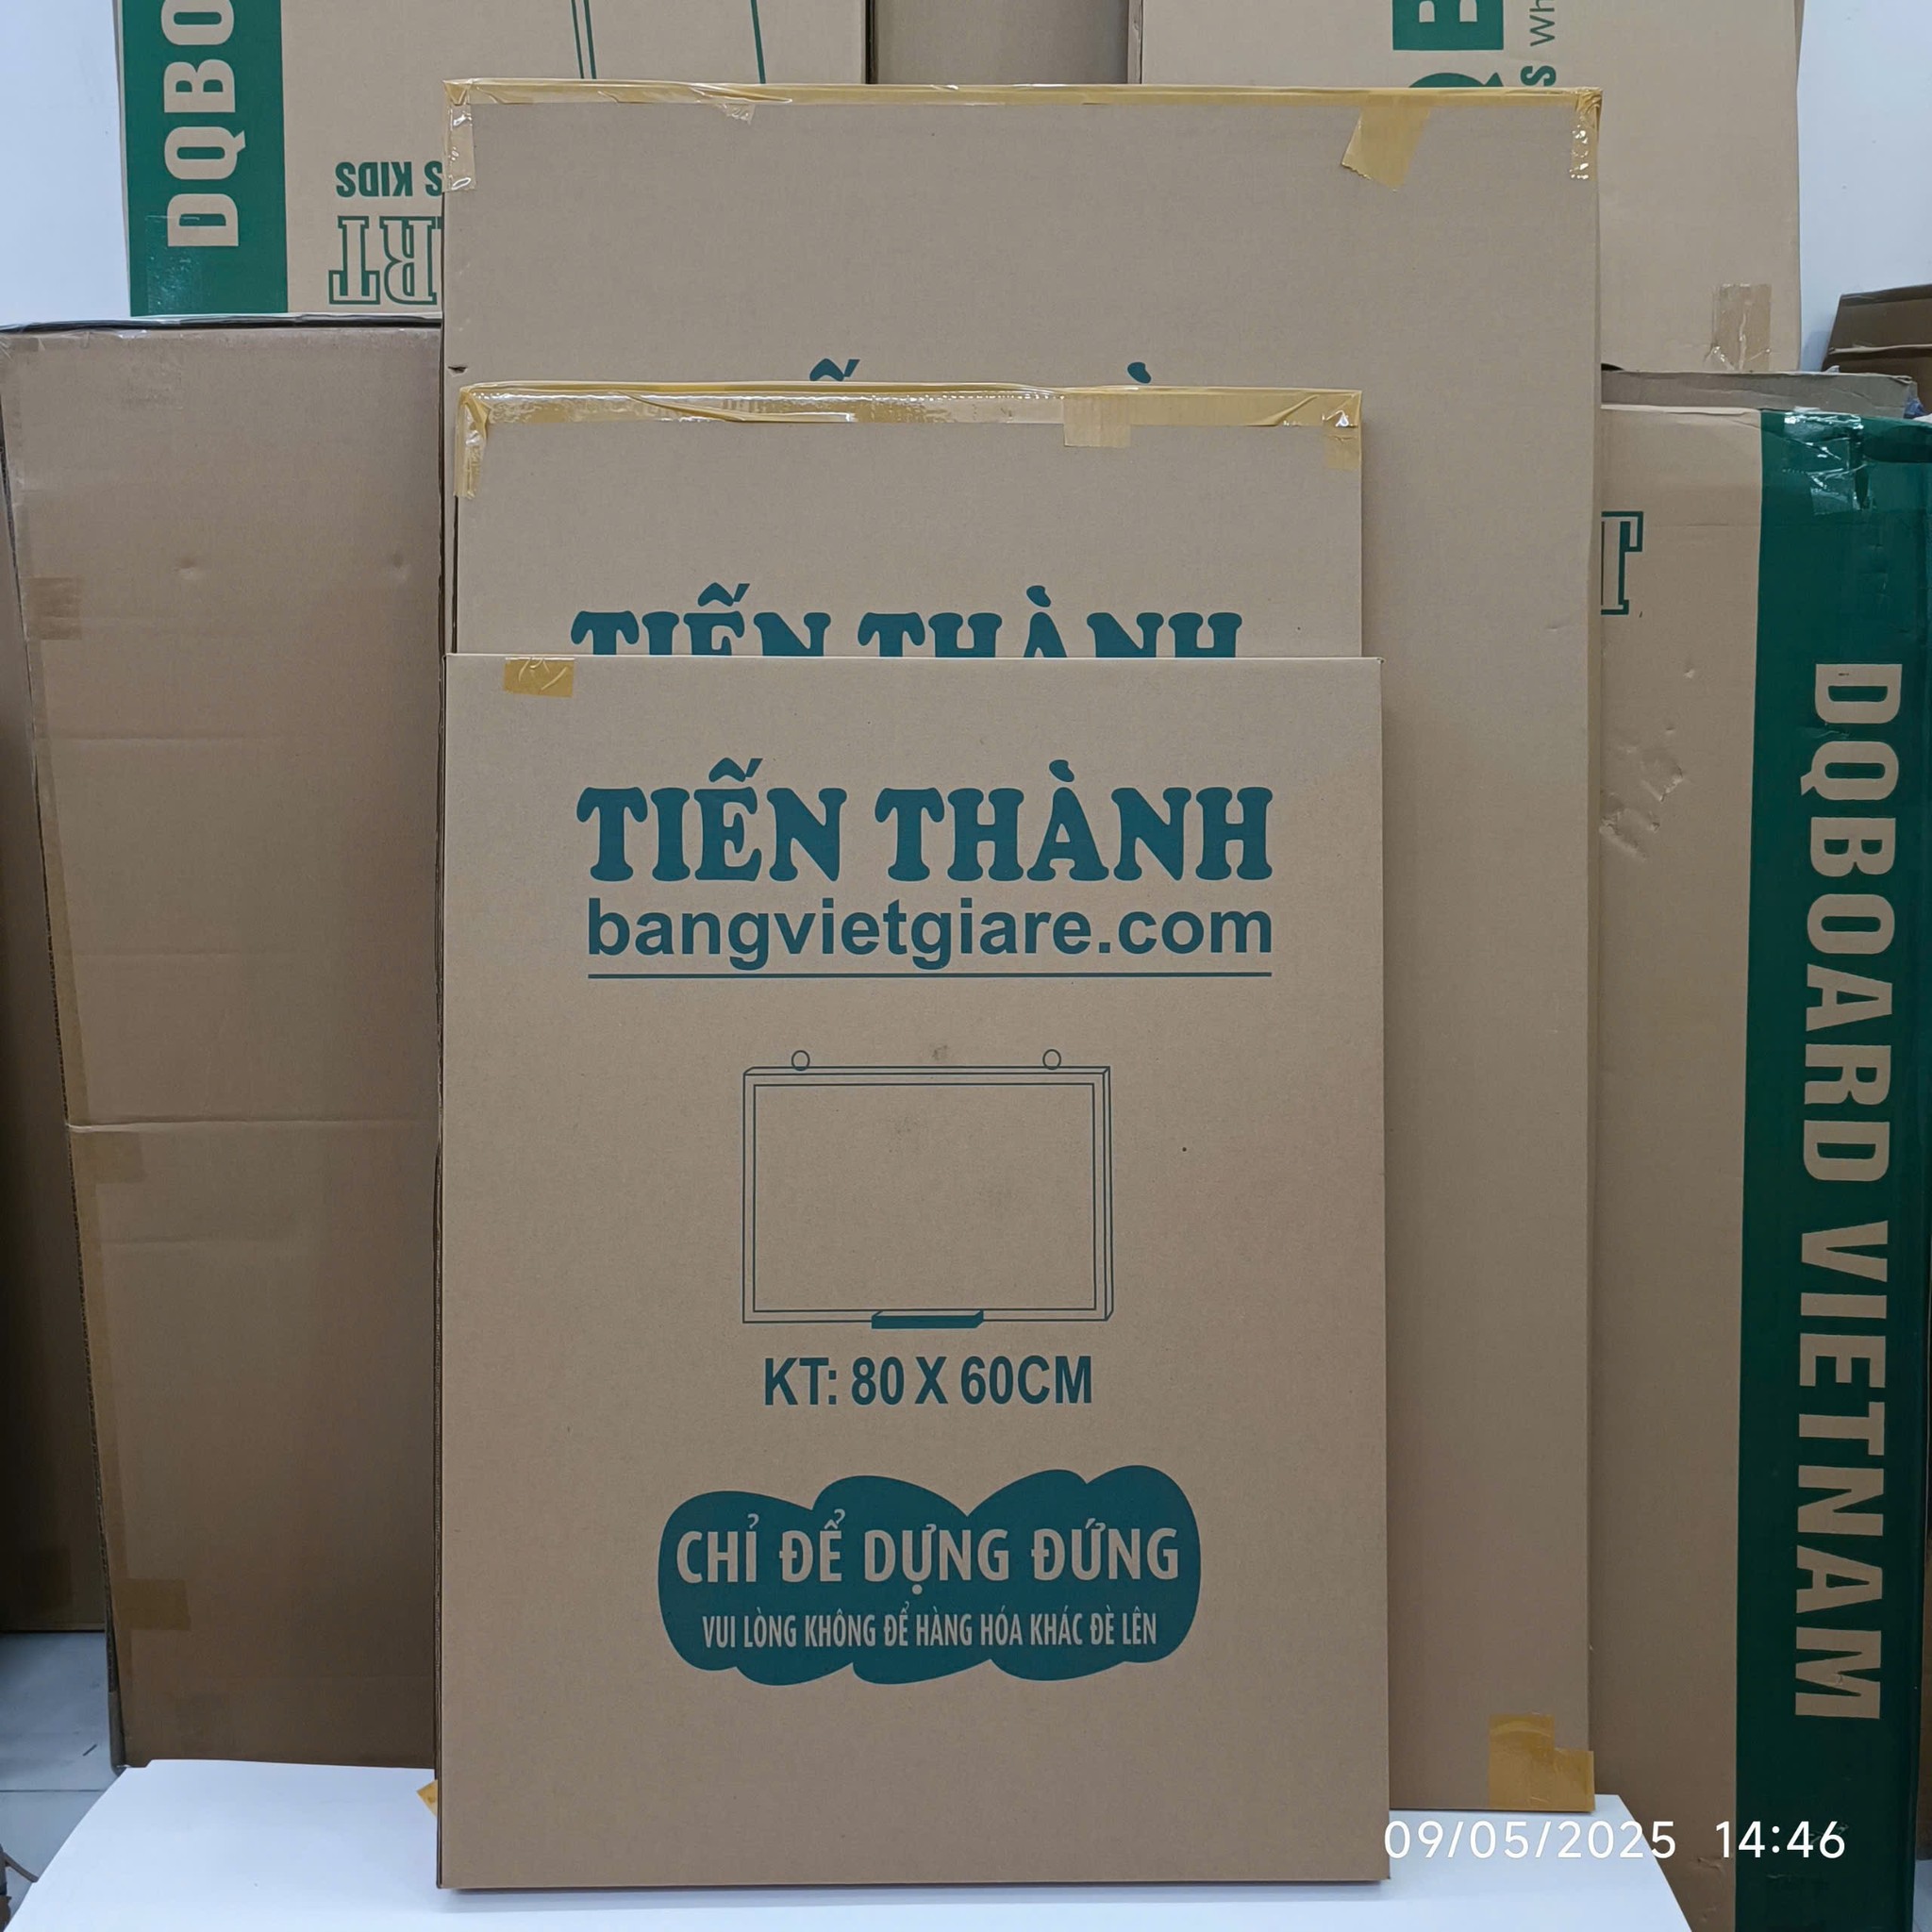 DQBO
S KIDS
RT
TIẾN THÀNH
TIẾN THÀNH
bangvietgiare.com
KT: 80 X 60CM
CHỈ ĐỂ DỰNG ĐỨNG
VUI LÒNG KHÔNG ĐỂ HÀNG HÓA KHÁC ĐÈ LÊN
DQBOARD VIETNAM
09/05/2025 14:46